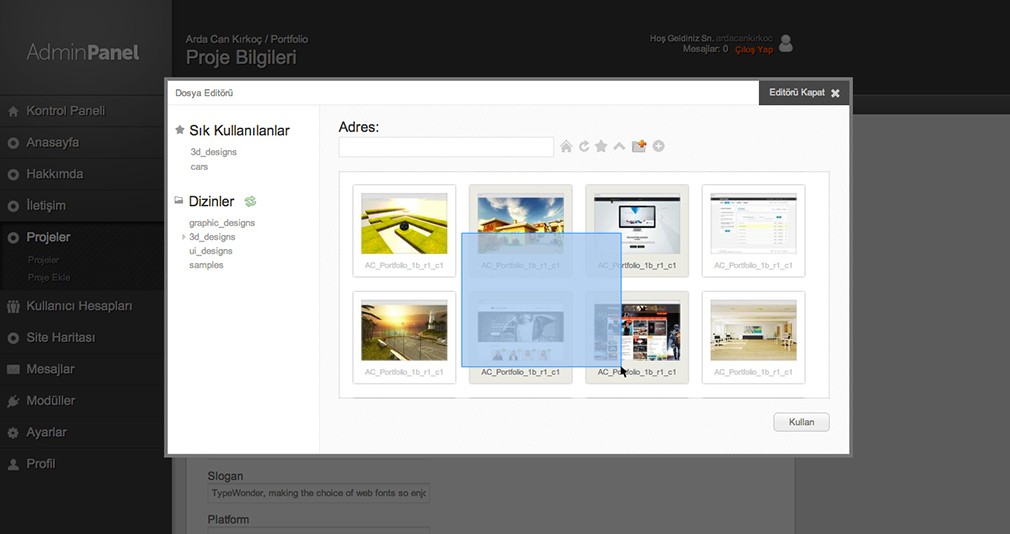 AdminPanel
Arda Can Kırkoç / Portfolio
Proje Bilgileri
Hoş Geldiniz Sn. ardacankirkoc
Mesajlar: 0 Çıkış Yap
Kontrol Paneli
Anasayfa
Hakkımda
İletişim
Projeler
Projeler
Proje Ekle
Kullanıcı Hesapları
Site Haritası
Mesajlar
Modüller
Ayarlar
Profil
Dosya Editörü
Editörü Kapat
Sık Kullanılanlar
3d_designs
cars
Dizinler
graphic_designs
3d_designs
ui_designs
samples
Adres:
AC_Portfolio_1b_r1_c1
AC_Portfolio_1b_r1_c1
AC_Portfolio_1b_r1_c1
AC_Portfolio_1b_r1_c1
AC_Portfolio_1b_r1_c1
AC_Portfolio_1b_r1_c1
AC_Portfolio_1b_r1_c1
AC_Portfolio_1b_r1_c1
Kullan
Slogan
TypeWonder, making the choice of web fonts so enjo
Platform